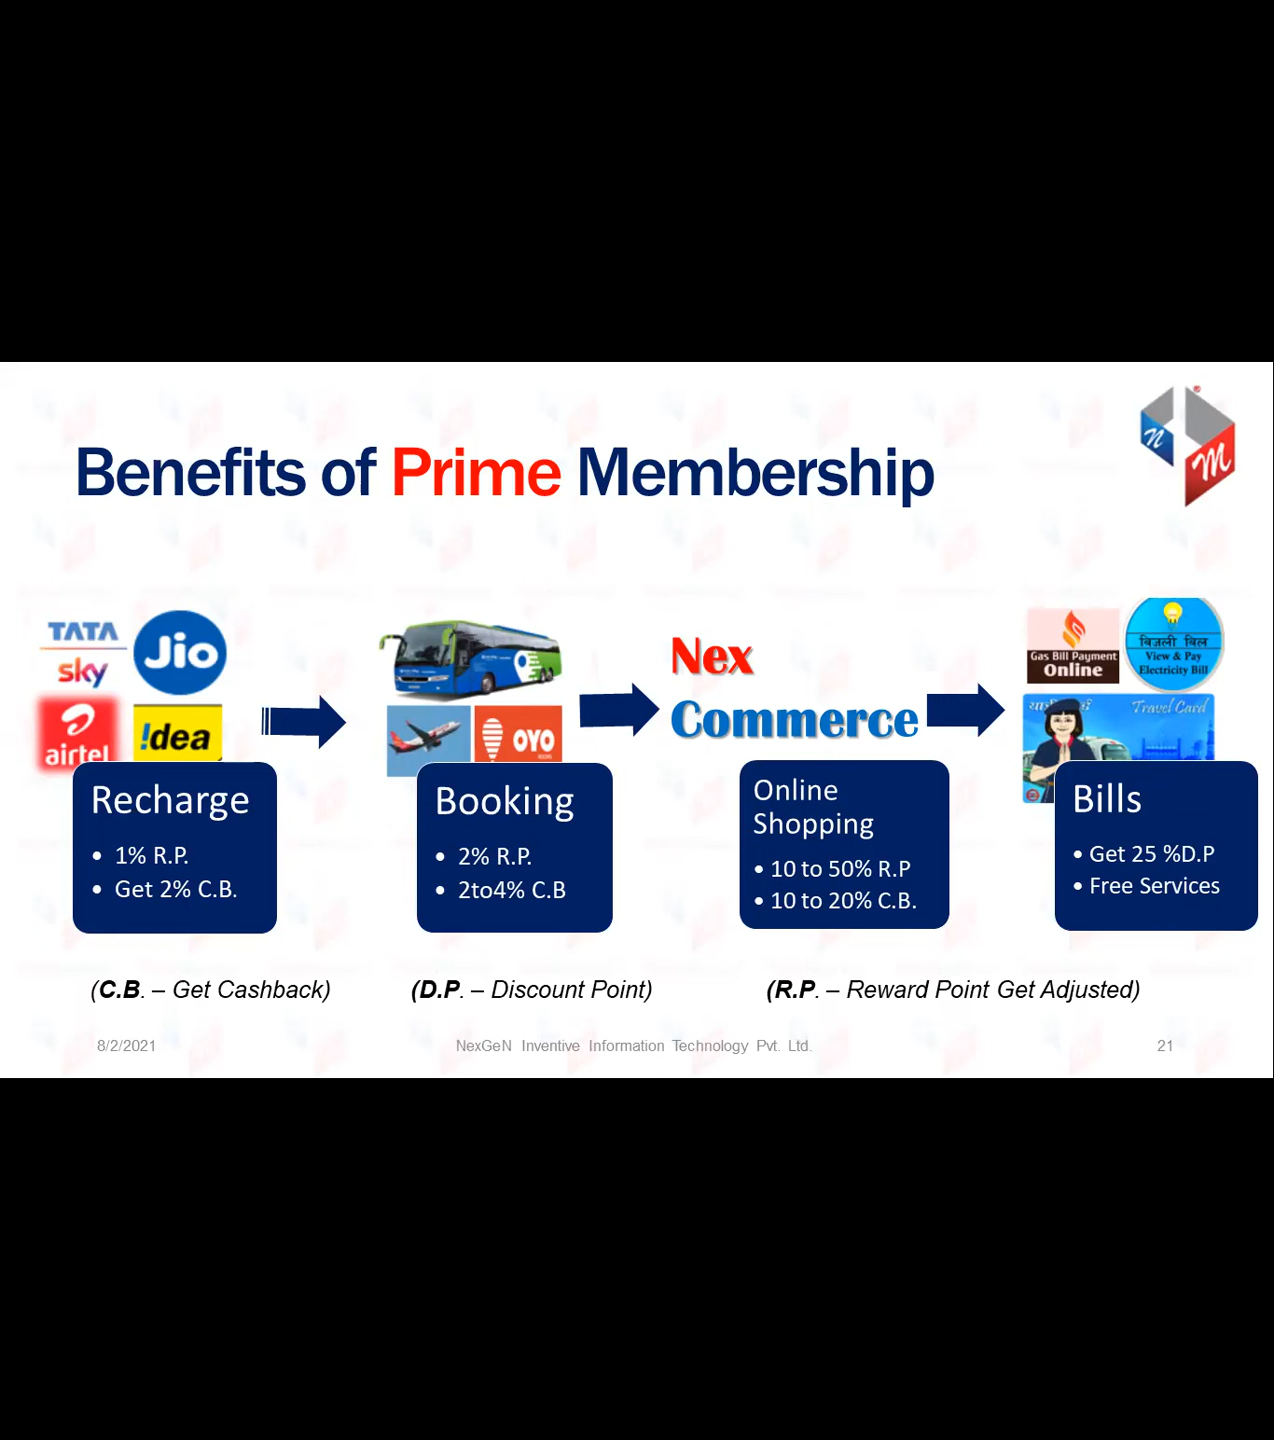 Benefits of Prime Membership
n
m
®
TATA
sky
Jio
airtel
!dea
OYO
ROOMS
Nex
Commerce
Gas Bill Payment
Online
बिजली बिल
View & Pay
Electricity Bill
Travel Card
Recharge
• 1% R.P.
• Get 2% C.B.
Booking
• 2% R.P.
• 2to4% C.B
Online
Shopping
• 10 to 50% R.P
• 10 to 20% C.B.
Bills
• Get 25 %D.P
• Free Services
(C.B. – Get Cashback)
(D.P. – Discount Point)
(R.P. – Reward Point Get Adjusted)
8/2/2021
NexGeN Inventive Information Technology Pvt. Ltd.
21